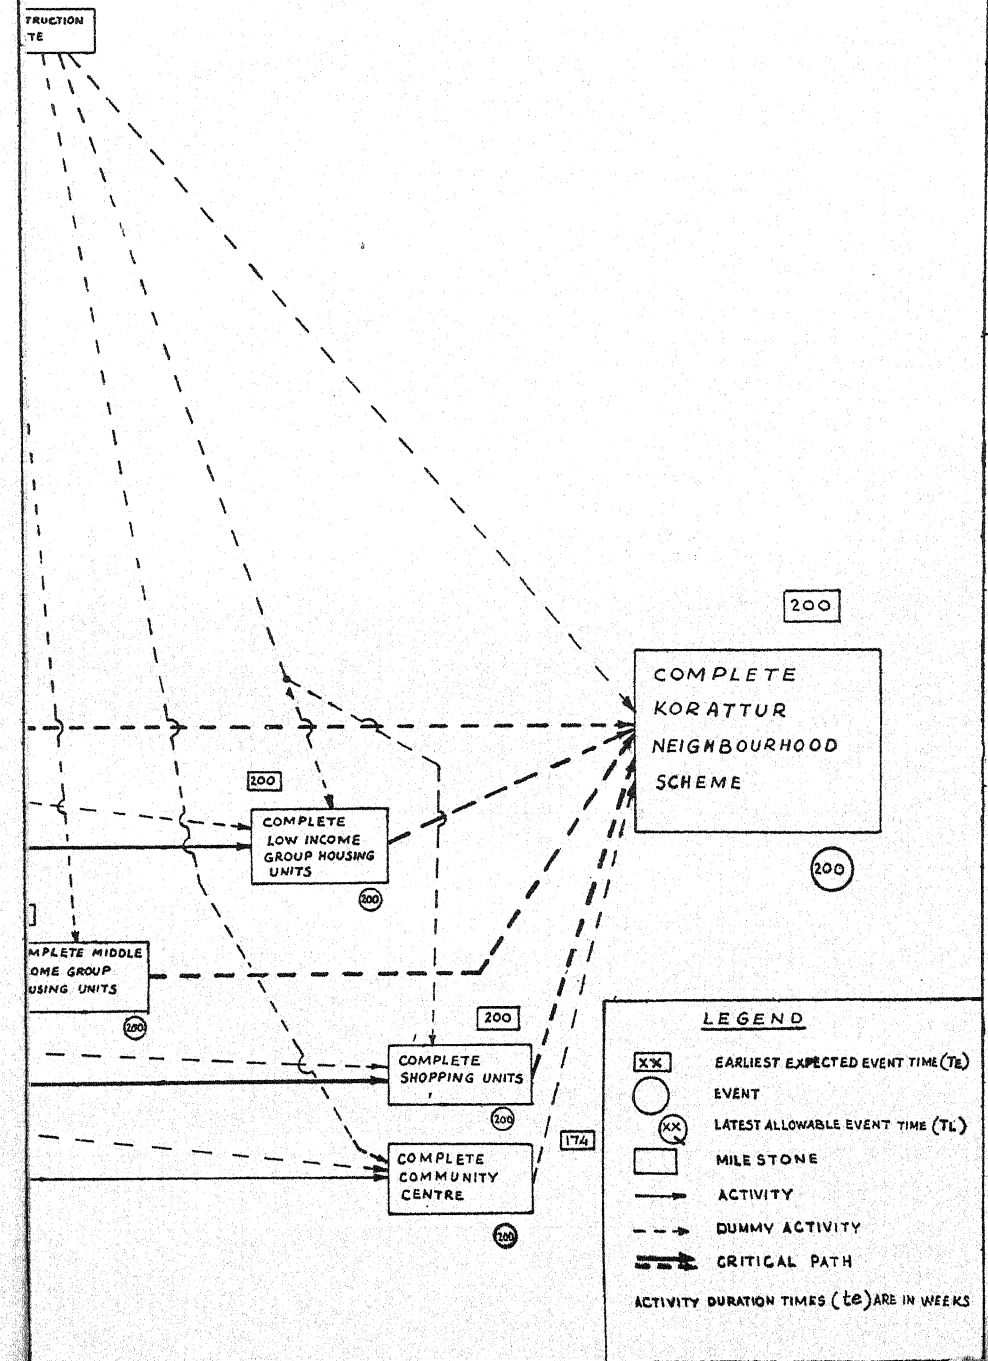 TRUCTION
TE
200
COMPLETE
KORATTUR
NEIGHBOURHOOD
SCHEME
200
200
COMPLETE
LOW INCOME
GROUP HOUSING
UNITS
200
MPLETE MIDDLE
OME GROUP
USING UNITS
200
200
COMPLETE
SHOPPING UNITS
200
174
COMPLETE
COMMUNITY
CENTRE
200
LEGEND
XX EARLIEST EXPECTED EVENT TIME (TE)
EVENT
XX LATEST ALLOWABLE EVENT TIME (TL)
MILESTONE
ACTIVITY
DUMMY ACTIVITY
CRITICAL PATH
ACTIVITY DURATION TIMES (te) ARE IN WEEKS